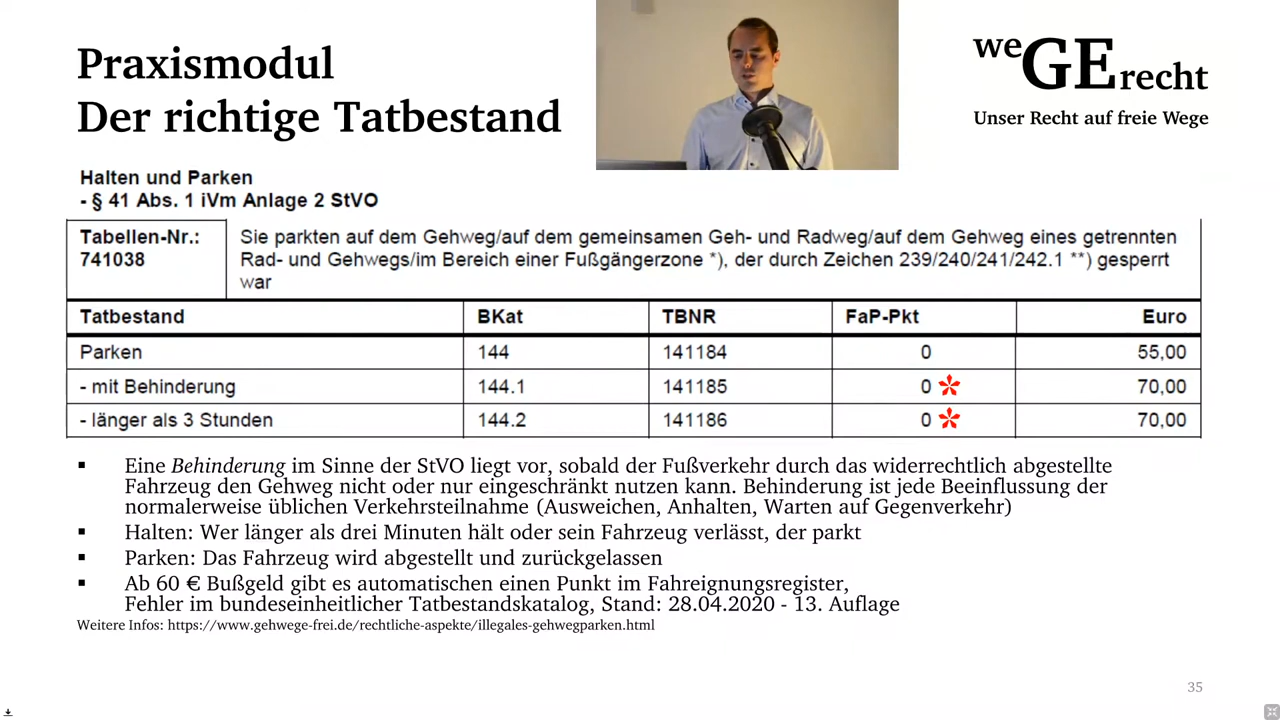 Praxismodul
Der richtige Tatbestand
weGErecht
Unser Recht auf freie Wege
Halten und Parken
- § 41 Abs. 1 iVm Anlage 2 StVO
Tabellen-Nr.: 741038
Sie parkten auf dem Gehweg/auf dem gemeinsamen Geh- und Radweg/auf dem Gehweg eines getrennten
Rad- und Gehwegs/im Bereich einer Fußgängerzone *), der durch Zeichen 239/240/241/242.1 **) gesperrt
war
Tatbestand BKat TBNR FaP-Pkt Euro
Parken 144 141184 0 55,00
- mit Behinderung 144.1 141185 0 * 70,00
- länger als 3 Stunden 144.2 141186 0 * 70,00
▪ Eine Behinderung im Sinne der StVO liegt vor, sobald der Fußverkehr durch das widerrechtlich abgestellte
Fahrzeug den Gehweg nicht oder nur eingeschränkt nutzen kann. Behinderung ist jede Beeinflussung der
normalerweise üblichen Verkehrsteilnahme (Ausweichen, Anhalten, Warten auf Gegenverkehr)
▪ Halten: Wer länger als drei Minuten hält oder sein Fahrzeug verlässt, der parkt
▪ Parken: Das Fahrzeug wird abgestellt und zurückgelassen
▪ Ab 60 € Bußgeld gibt es automatischen einen Punkt im Fahreignungsregister,
Fehler im bundeseinheitlicher Tatbestandskatalog, Stand: 28.04.2020 - 13. Auflage
Weitere Infos: https://www.gehwege-frei.de/rechtliche-aspekte/illegales-gehwegparken.html
35